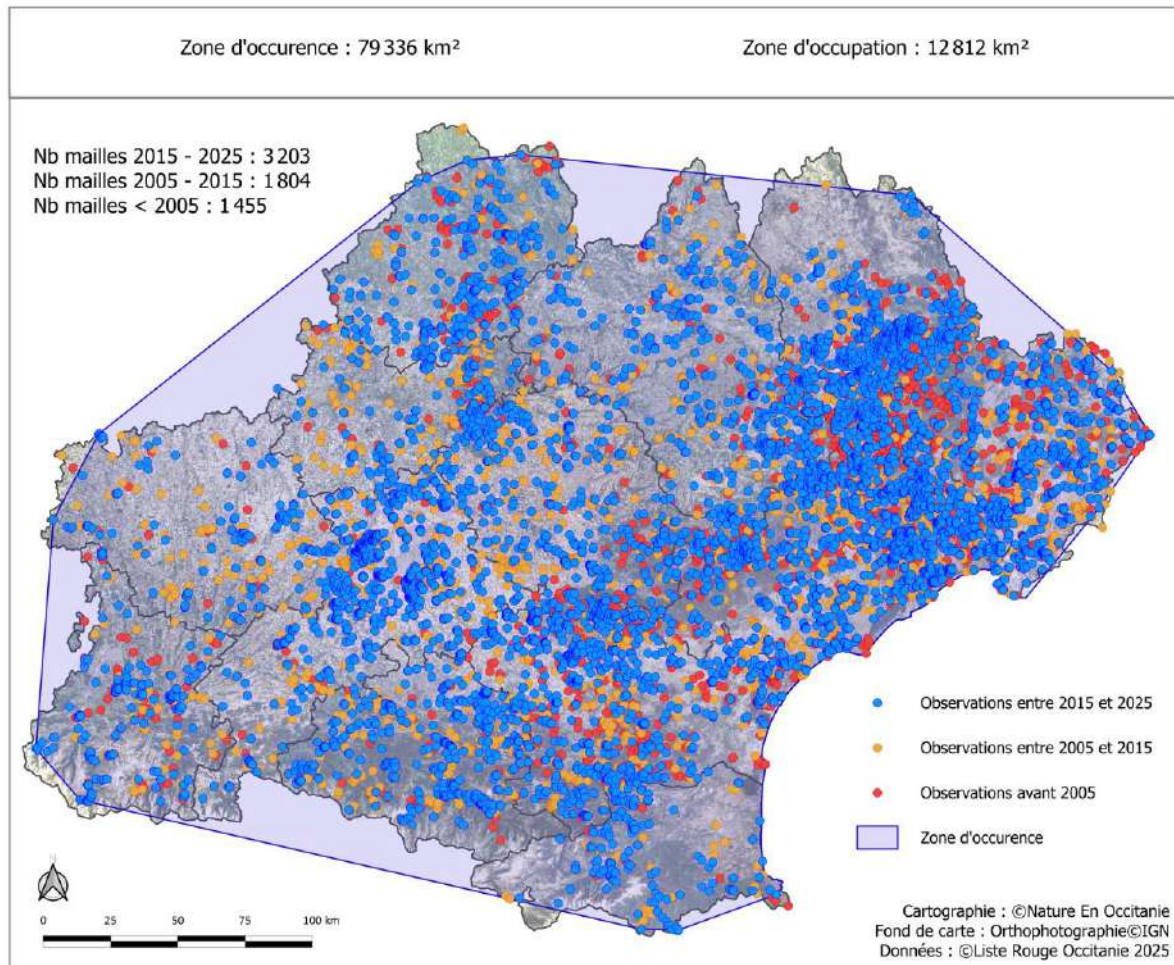 Zone d'occurence : 79 336 km²
Zone d'occupation : 12 812 km²
Nb mailles 2015 - 2025 : 3 203
Nb mailles 2005 - 2015 : 1 804
Nb mailles < 2005 : 1 455
Observations entre 2015 et 2025
Observations entre 2005 et 2015
Observations avant 2005
Zone d'occurence
N
0 25 50 75 100 km
Cartographie : ©Nature En Occitanie
Fond de carte : Orthophotographie©IGN
Données : ©Liste Rouge Occitanie 2025